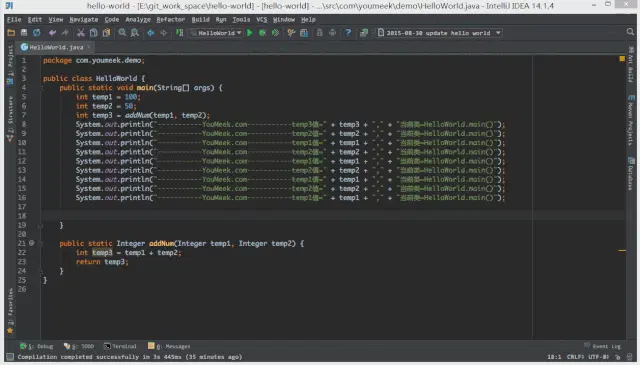 hello-world - [E:\git_work_space\hello-world] - [hello-world] - ...\src\com\youmeek\demo\HelloWorld.java - IntelliJ IDEA 14.1.4
File Edit View Navigate Code Analyze Refactor Build Run Tools VCS Window Help
HelloWorld
2015-08-30 update hello world
HelloWorld.java
1 package com.youmeek.demo;
2
3 public class HelloWorld {
4 public static void main(String[] args) {
5 int temp1 = 100;
6 int temp2 = 50;
7 int temp3 = addNum(temp1, temp2);
8 System.out.println("-----------YouMeek.com-----------temp3值=" + temp3 + "," + "当前类=HelloWorld.main()");
9 System.out.println("-----------YouMeek.com-----------temp2值=" + temp2 + "," + "当前类=HelloWorld.main()");
10 System.out.println("-----------YouMeek.com-----------temp1值=" + temp1 + "," + "当前类=HelloWorld.main()");
11 System.out.println("-----------YouMeek.com-----------temp2值=" + temp2 + "," + "当前类=HelloWorld.main()");
12 System.out.println("-----------YouMeek.com-----------temp1值=" + temp1 + "," + "当前类=HelloWorld.main()");
13 System.out.println("-----------YouMeek.com-----------temp2值=" + temp2 + "," + "当前类=HelloWorld.main()");
14 System.out.println("-----------YouMeek.com-----------temp1值=" + temp1 + "," + "当前类=HelloWorld.main()");
15 System.out.println("-----------YouMeek.com-----------temp2值=" + temp2 + "," + "当前类=HelloWorld.main()");
16 System.out.println("-----------YouMeek.com-----------temp1值=" + temp1 + "," + "当前类=HelloWorld.main()");
17
18
19 }
20
21 public static Integer addNum(Integer temp1, Integer temp2) {
22 int temp3 = temp1 + temp2;
23 return temp3;
24 }
25 }
26
Project
Structure
Favorites
Ant Build
Maven Projects
Database
5: Debug
6: TODO
Terminal
0: Messages
Event Log
Compilation completed successfully in 3s 445ms (35 minutes ago)
18:1 CRLF: UTF-8: